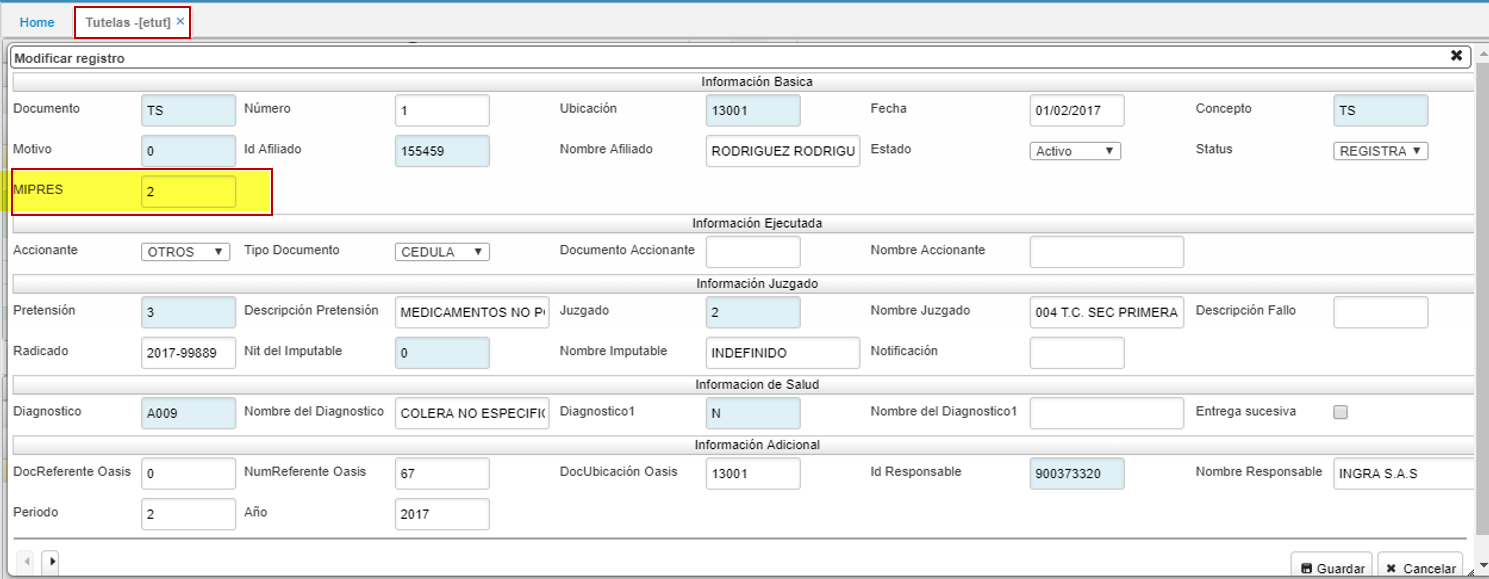 Home Tutelas -[etut] ×
Modificar registro ✖
Información Basica
Documento TS Número 1 Ubicación 13001 Fecha 01/02/2017 Concepto TS
Motivo 0 Id Afiliado 155459 Nombre Afiliado RODRIGUEZ RODRIGU Estado Activo Status REGISTRA
MIPRES 2
Información Ejecutada
Accionante OTROS Tipo Documento CEDULA Documento Accionante Nombre Accionante
Información Juzgado
Pretensión 3 Descripción Pretensión MEDICAMENTOS NO P Juzgado 2 Nombre Juzgado 004 T.C. SEC PRIMERA Descripción Fallo
Radicado 2017-99889 Nit del Imputable 0 Nombre Imputable INDEFINIDO Notificación
Informacion de Salud
Diagnostico A009 Nombre del Diagnostico COLERA NO ESPECIFI Diagnostico1 N Nombre del Diagnostico1 Entrega sucesiva
Información Adicional
DocReferente Oasis 0 NumReferente Oasis 67 DocUbicación Oasis 13001 Id Responsable 900373320 Nombre Responsable INGRA S.A.S
Periodo 2 Año 2017
Guardar ✖ Cancelar